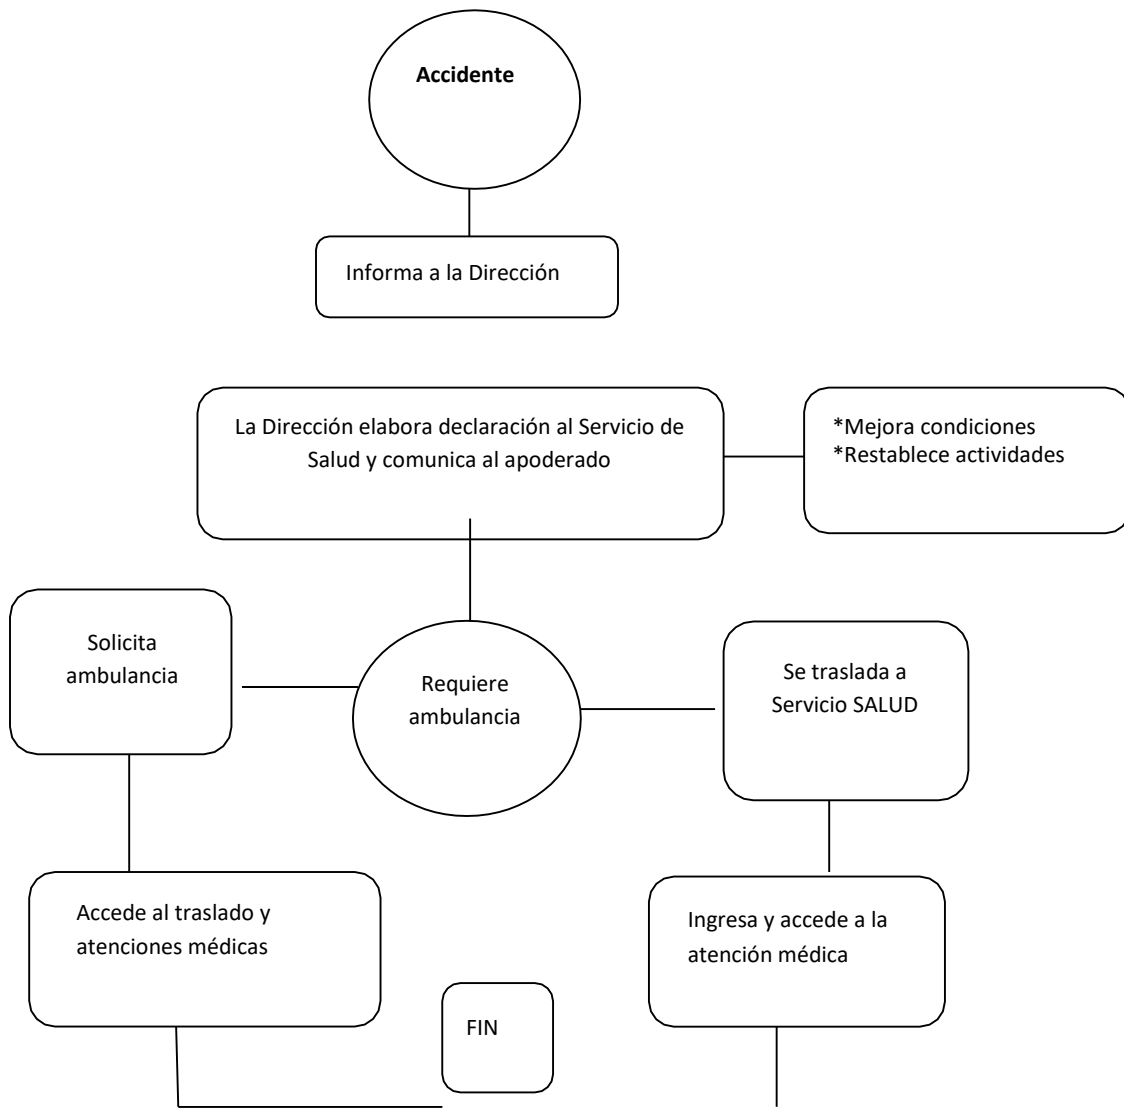 Accidente
Informa a la Dirección
La Dirección elabora declaración al Servicio de
Salud y comunica al apoderado
*Mejora condiciones
*Restablece actividades
Solicita
ambulancia
Requiere
ambulancia
Se traslada a
Servicio SALUD
Accede al traslado y
atenciones médicas
Ingresa y accede a la
atención médica
FIN